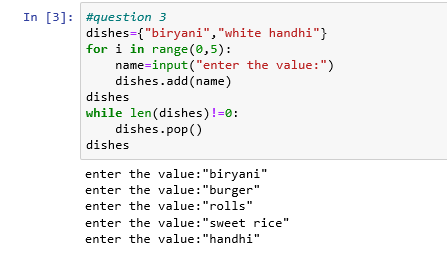 In [3]: #question 3
dishes={"biryani","white handhi"}
for i in range(0,5):
    name=input("enter the value:")
    dishes.add(name)
dishes
while len(dishes)!=0:
    dishes.pop()
dishes
enter the value:"biryani"
enter the value:"burger"
enter the value:"rolls"
enter the value:"sweet rice"
enter the value:"handhi"